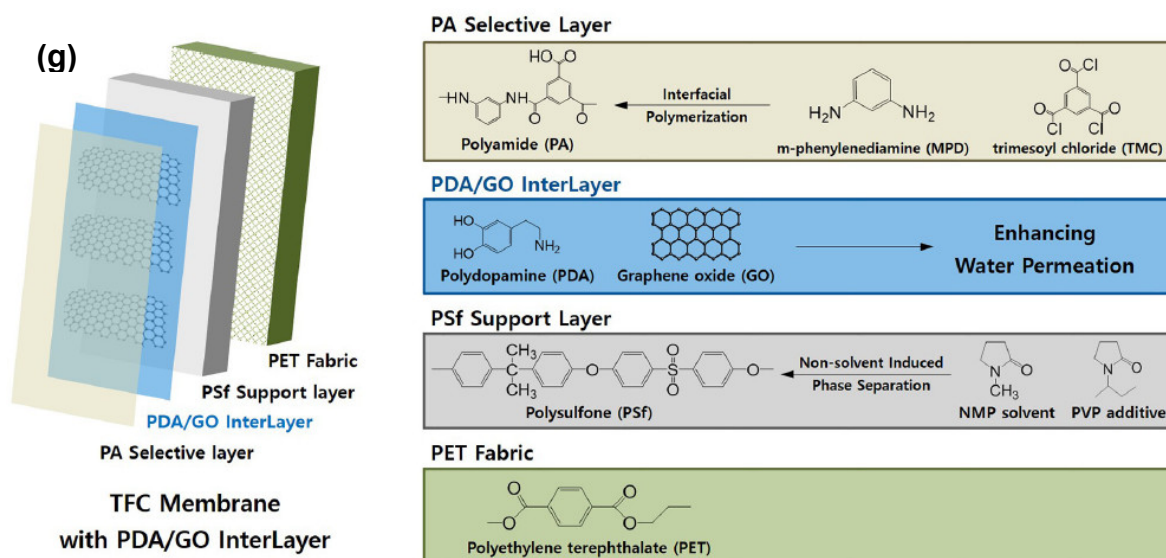 (g)
PET Fabric
PSf Support layer
PDA/GO InterLayer
PA Selective layer
TFC Membrane
with PDA/GO InterLayer
PA Selective Layer
HO
O
HN
NH
O
O
Polyamide (PA)
Interfacial
Polymerization
H₂N
NH₂
m-phenylenediamine (MPD)
O
Cl
O
O
Cl
Cl
trimesoyl chloride (TMC)
PDA/GO InterLayer
HO
HO
NH₂
Polydopamine (PDA)
Graphene oxide (GO)
Enhancing
Water Permeation
PSf Support Layer
CH₃
CH₃
O
O
S
O
O
Polysulfone (PSf)
Non-solvent Induced
Phase Separation
N
O
CH₃
NMP solvent
N
O
PVP additive
PET Fabric
O
O
O
O
Polyethylene terephthalate (PET)